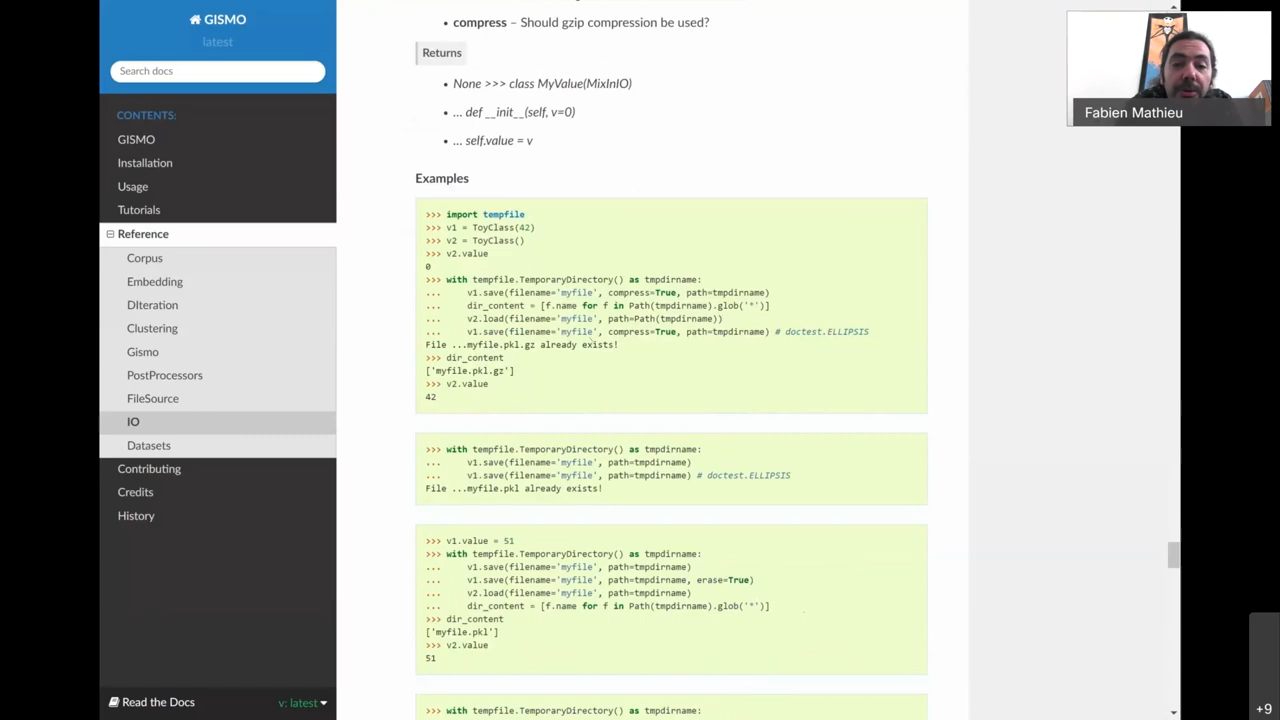 GISMO
latest
Search docs
CONTENTS:
GISMO
Installation
Usage
Tutorials
Reference
Corpus
Embedding
DIteration
Clustering
Gismo
PostProcessors
FileSource
IO
Datasets
Contributing
Credits
History
Read the Docs
v: latest
• compress – Should gzip compression be used?
Returns
• None >>> class MyValue(MixInIO)
• … def __init__(self, v=0)
• … self.value = v
Examples
>>> import tempfile
>>> v1 = ToyClass(42)
>>> v2 = ToyClass()
>>> v2.value
0
>>> with tempfile.TemporaryDirectory() as tmpdirname:
...     v1.save(filename='myfile', compress=True, path=tmpdirname)
...     dir_content = [f.name for f in Path(tmpdirname).glob('*')]
...     v2.load(filename='myfile', path=Path(tmpdirname))
...     v1.save(filename='myfile', compress=True, path=tmpdirname) # doctest.ELLIPSIS
File ...myfile.pkl.gz already exists!
>>> dir_content
['myfile.pkl.gz']
>>> v2.value
42
>>> with tempfile.TemporaryDirectory() as tmpdirname:
...     v1.save(filename='myfile', path=tmpdirname)
...     v1.save(filename='myfile', path=tmpdirname) # doctest.ELLIPSIS
File ...myfile.pkl already exists!
>>> v1.value = 51
>>> with tempfile.TemporaryDirectory() as tmpdirname:
...     v1.save(filename='myfile', path=tmpdirname)
...     v1.save(filename='myfile', path=tmpdirname, erase=True)
...     v2.load(filename='myfile', path=tmpdirname)
...     dir_content = [f.name for f in Path(tmpdirname).glob('*')]
>>> dir_content
['myfile.pkl']
>>> v2.value
51
>>> with tempfile.TemporaryDirectory() as tmpdirname:
Fabien Mathieu
+9